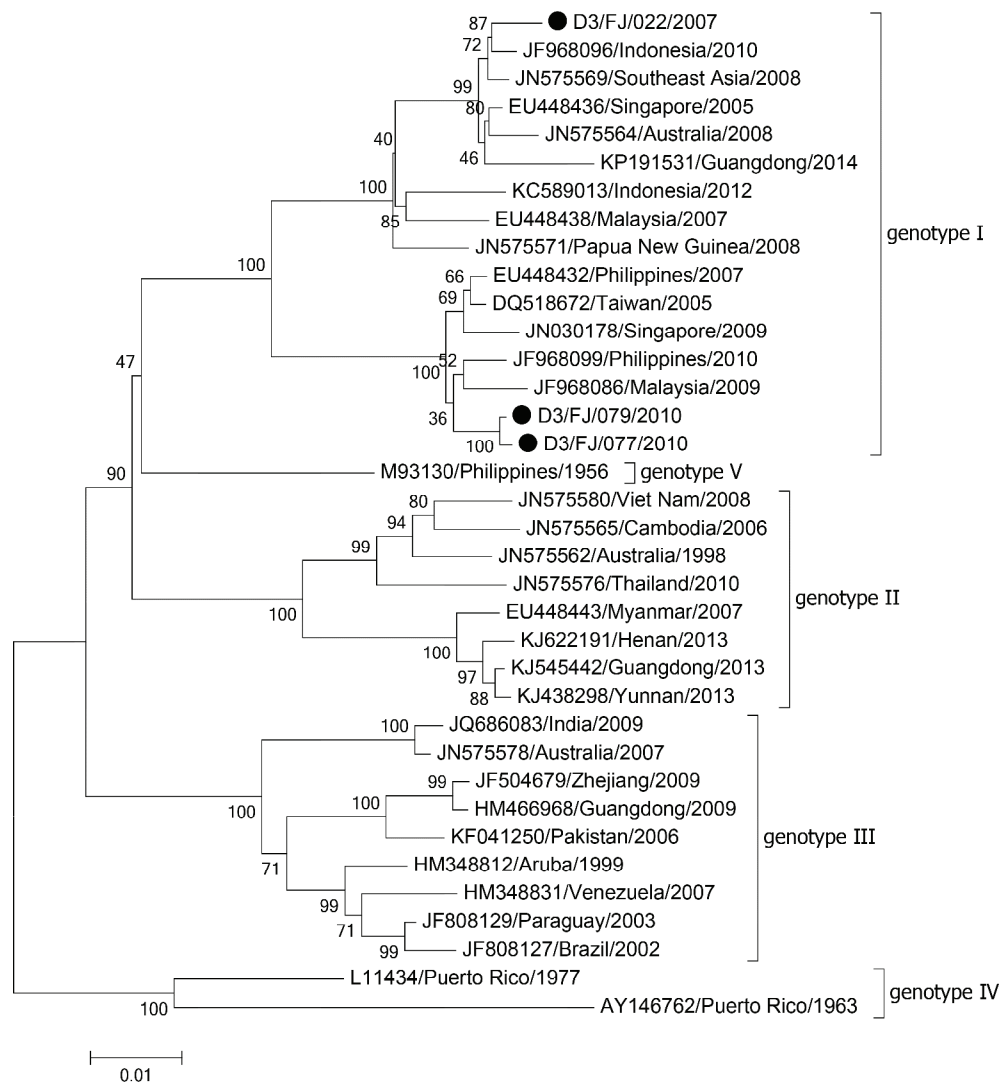 87
D3/FJ/022/2007
72
JF968096/Indonesia/2010
JN575569/Southeast Asia/2008
99
80
EU448436/Singapore/2005
JN575564/Australia/2008
46
KP191531/Guangdong/2014
40
100
KC589013/Indonesia/2012
85
EU448438/Malaysia/2007
JN575571/Papua New Guinea/2008
genotype I
100
66
EU448432/Philippines/2007
69
DQ518672/Taiwan/2005
JN030178/Singapore/2009
52
JF968099/Philippines/2010
100
JF968086/Malaysia/2009
36
D3/FJ/079/2010
100
D3/FJ/077/2010
47
90
M93130/Philippines/1956
genotype V
80
JN575580/Viet Nam/2008
94
JN575565/Cambodia/2006
99
JN575562/Australia/1998
JN575576/Thailand/2010
100
genotype II
EU448443/Myanmar/2007
100
KJ622191/Henan/2013
97
KJ545442/Guangdong/2013
88
KJ438298/Yunnan/2013
100
JQ686083/India/2009
JN575578/Australia/2007
99
JF504679/Zhejiang/2009
100
HM466968/Guangdong/2009
100
KF041250/Pakistan/2006
genotype III
71
HM348812/Aruba/1999
99
HM348831/Venezuela/2007
71
JF808129/Paraguay/2003
99
JF808127/Brazil/2002
L11434/Puerto Rico/1977
genotype IV
100
AY146762/Puerto Rico/1963
0.01